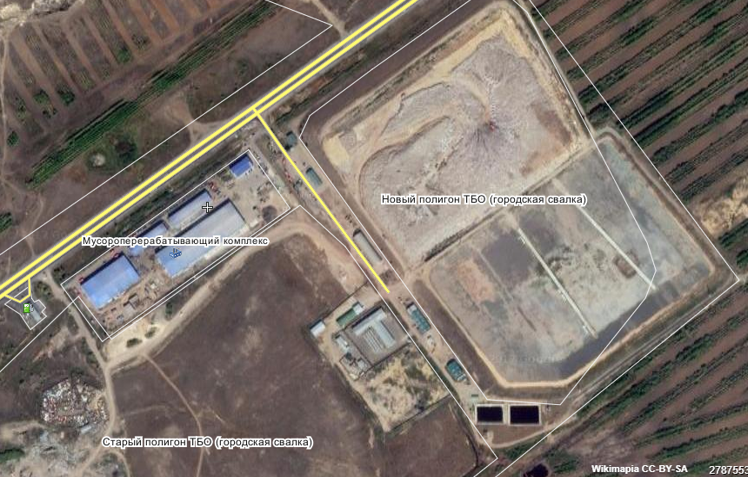 Новый полигон ТБО (городская свалка)
Мусороперерабатывающий комплекс
Старый полигон ТБО (городская свалка)
Wikimapia CC-BY-SA 2787553